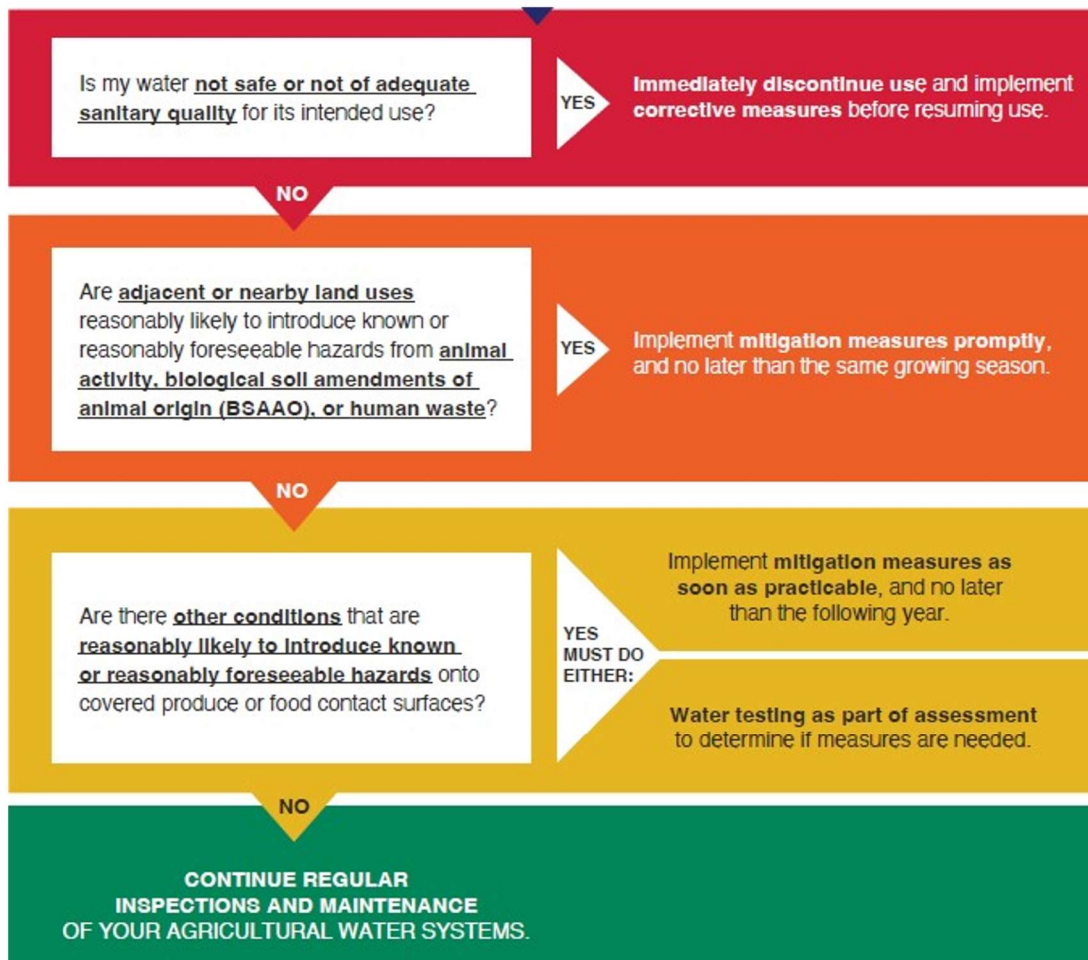 Is my water not safe or not of adequate
sanitary quality for its intended use?
YES
Immediately discontinue use and implement
corrective measures before resuming use.
NO
Are adjacent or nearby land uses
reasonably likely to introduce known or
reasonably foreseeable hazards from animal
activity, biological soil amendments of
animal origin (BSAAO), or human waste?
YES
Implement mitigation measures promptly,
and no later than the same growing season.
NO
Are there other conditions that are
reasonably likely to introduce known
or reasonably foreseeable hazards onto
covered produce or food contact surfaces?
YES
MUST DO
EITHER:
Implement mitigation measures as
soon as practicable, and no later
than the following year.
Water testing as part of assessment
to determine if measures are needed.
NO
CONTINUE REGULAR
INSPECTIONS AND MAINTENANCE
OF YOUR AGRICULTURAL WATER SYSTEMS.